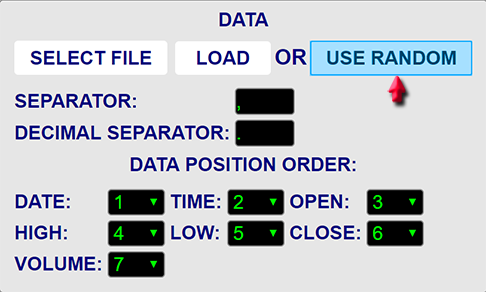 DATA
SELECT FILE LOAD OR USE RANDOM
SEPARATOR: ,
DECIMAL SEPARATOR: .
DATA POSITION ORDER:
DATE: 1 ▼ TIME: 2 ▼ OPEN: 3 ▼
HIGH: 4 ▼ LOW: 5 ▼ CLOSE: 6 ▼
VOLUME: 7 ▼